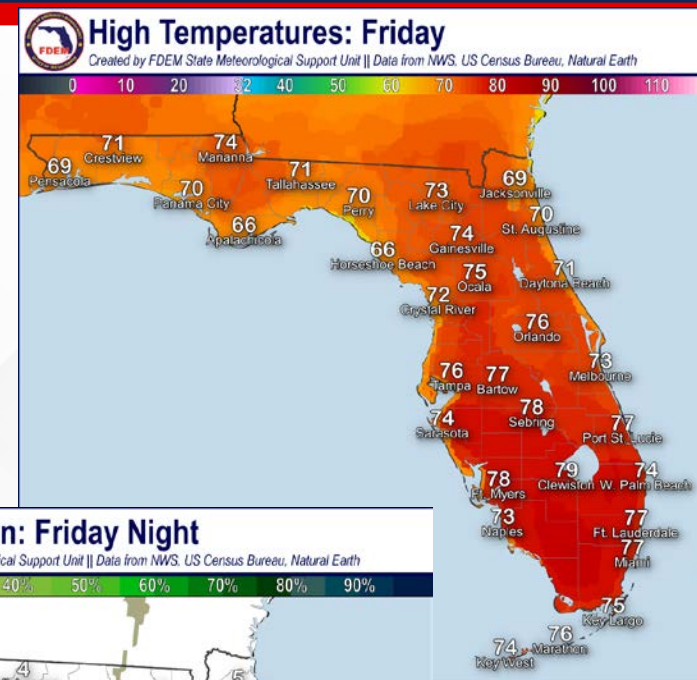 FDEM
High Temperatures: Friday
Created by FDEM State Meteorological Support Unit || Data from NWS, US Census Bureau, Natural Earth
0 10 20 32 40 50 60 70 80 90 100 110
71
Crestview
74
Marianna
69
Pensacola
71
Tallahassee
70
Panama City
70
Perry
73
Lake City
69
Jacksonville
66
Apalachicola
70
St. Augustine
74
Gainesville
66
Horseshoe Beach
75
Ocala
71
Daytona Beach
72
Crystal River
76
Orlando
73
Melbourne
76
Tampa
77
Bartow
78
Sebring
74
Sarasota
77
Port St. Lucie
78
Ft. Myers
79
Clewiston
74
W. Palm Beach
73
Naples
77
Ft. Lauderdale
77
Miami
75
Key Largo
76
Marathon
74
Key West
n: Friday Night
cal Support Unit || Data from NWS, US Census Bureau, Natural Earth
40% 50% 60% 70% 80% 90%
4
5